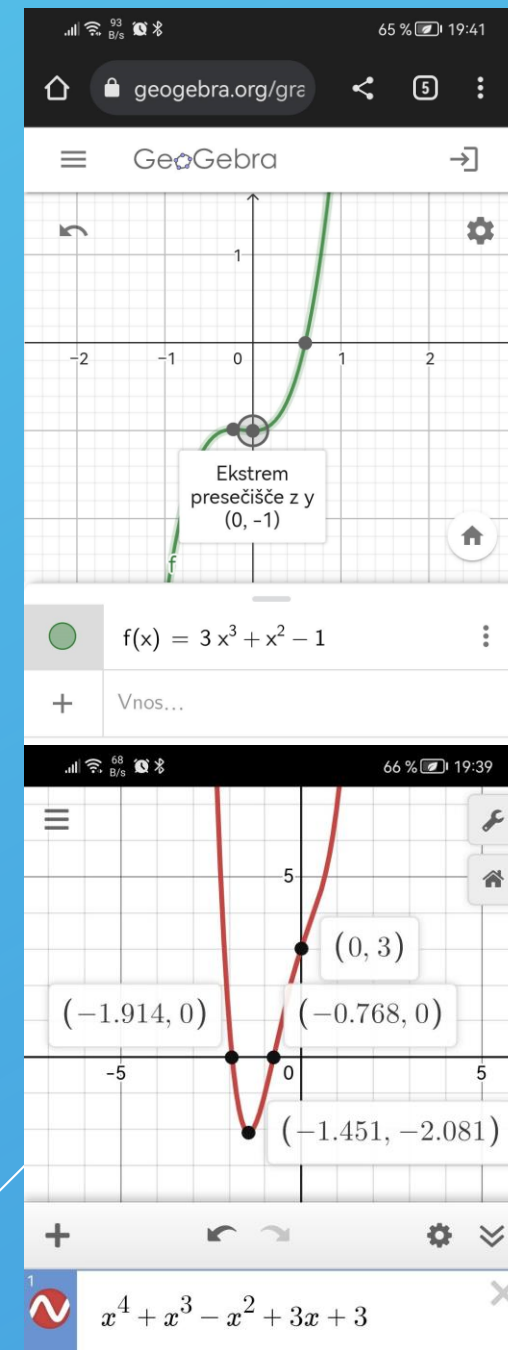 93 B/s 65 % 19:41
geogebra.org/gra 5
GeoGebra
1
-2 -1 0 1 2
Ekstrem
presečišče z y
(0, -1)
f
f(x) = 3 x³ + x² − 1
+ Vnos...
68 B/s 66 % 19:39
5
(0, 3)
(−1.914, 0) (−0.768, 0)
-5 0 5
(−1.451, −2.081)
1
x⁴ + x³ − x² + 3x + 3